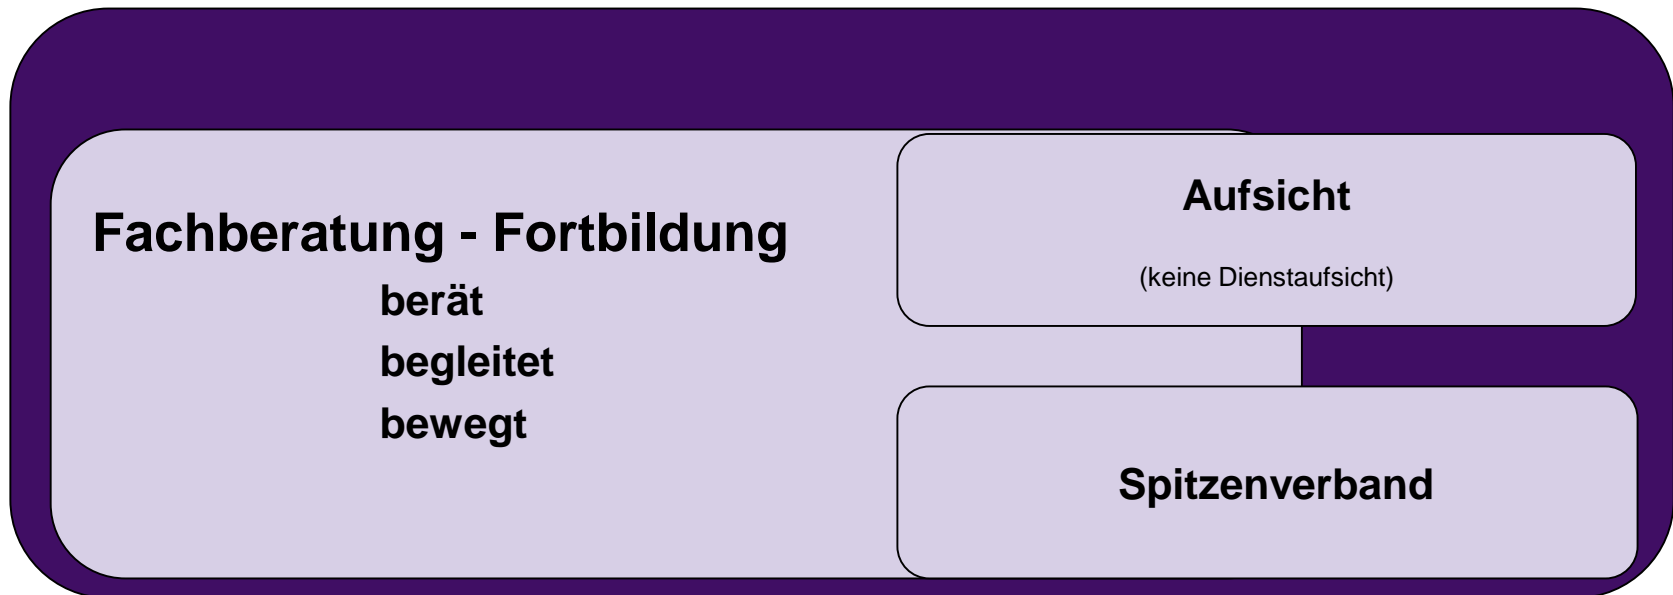 Fachberatung - Fortbildung
berät
begleitet
bewegt
Aufsicht
(keine Dienstaufsicht)
Spitzenverband